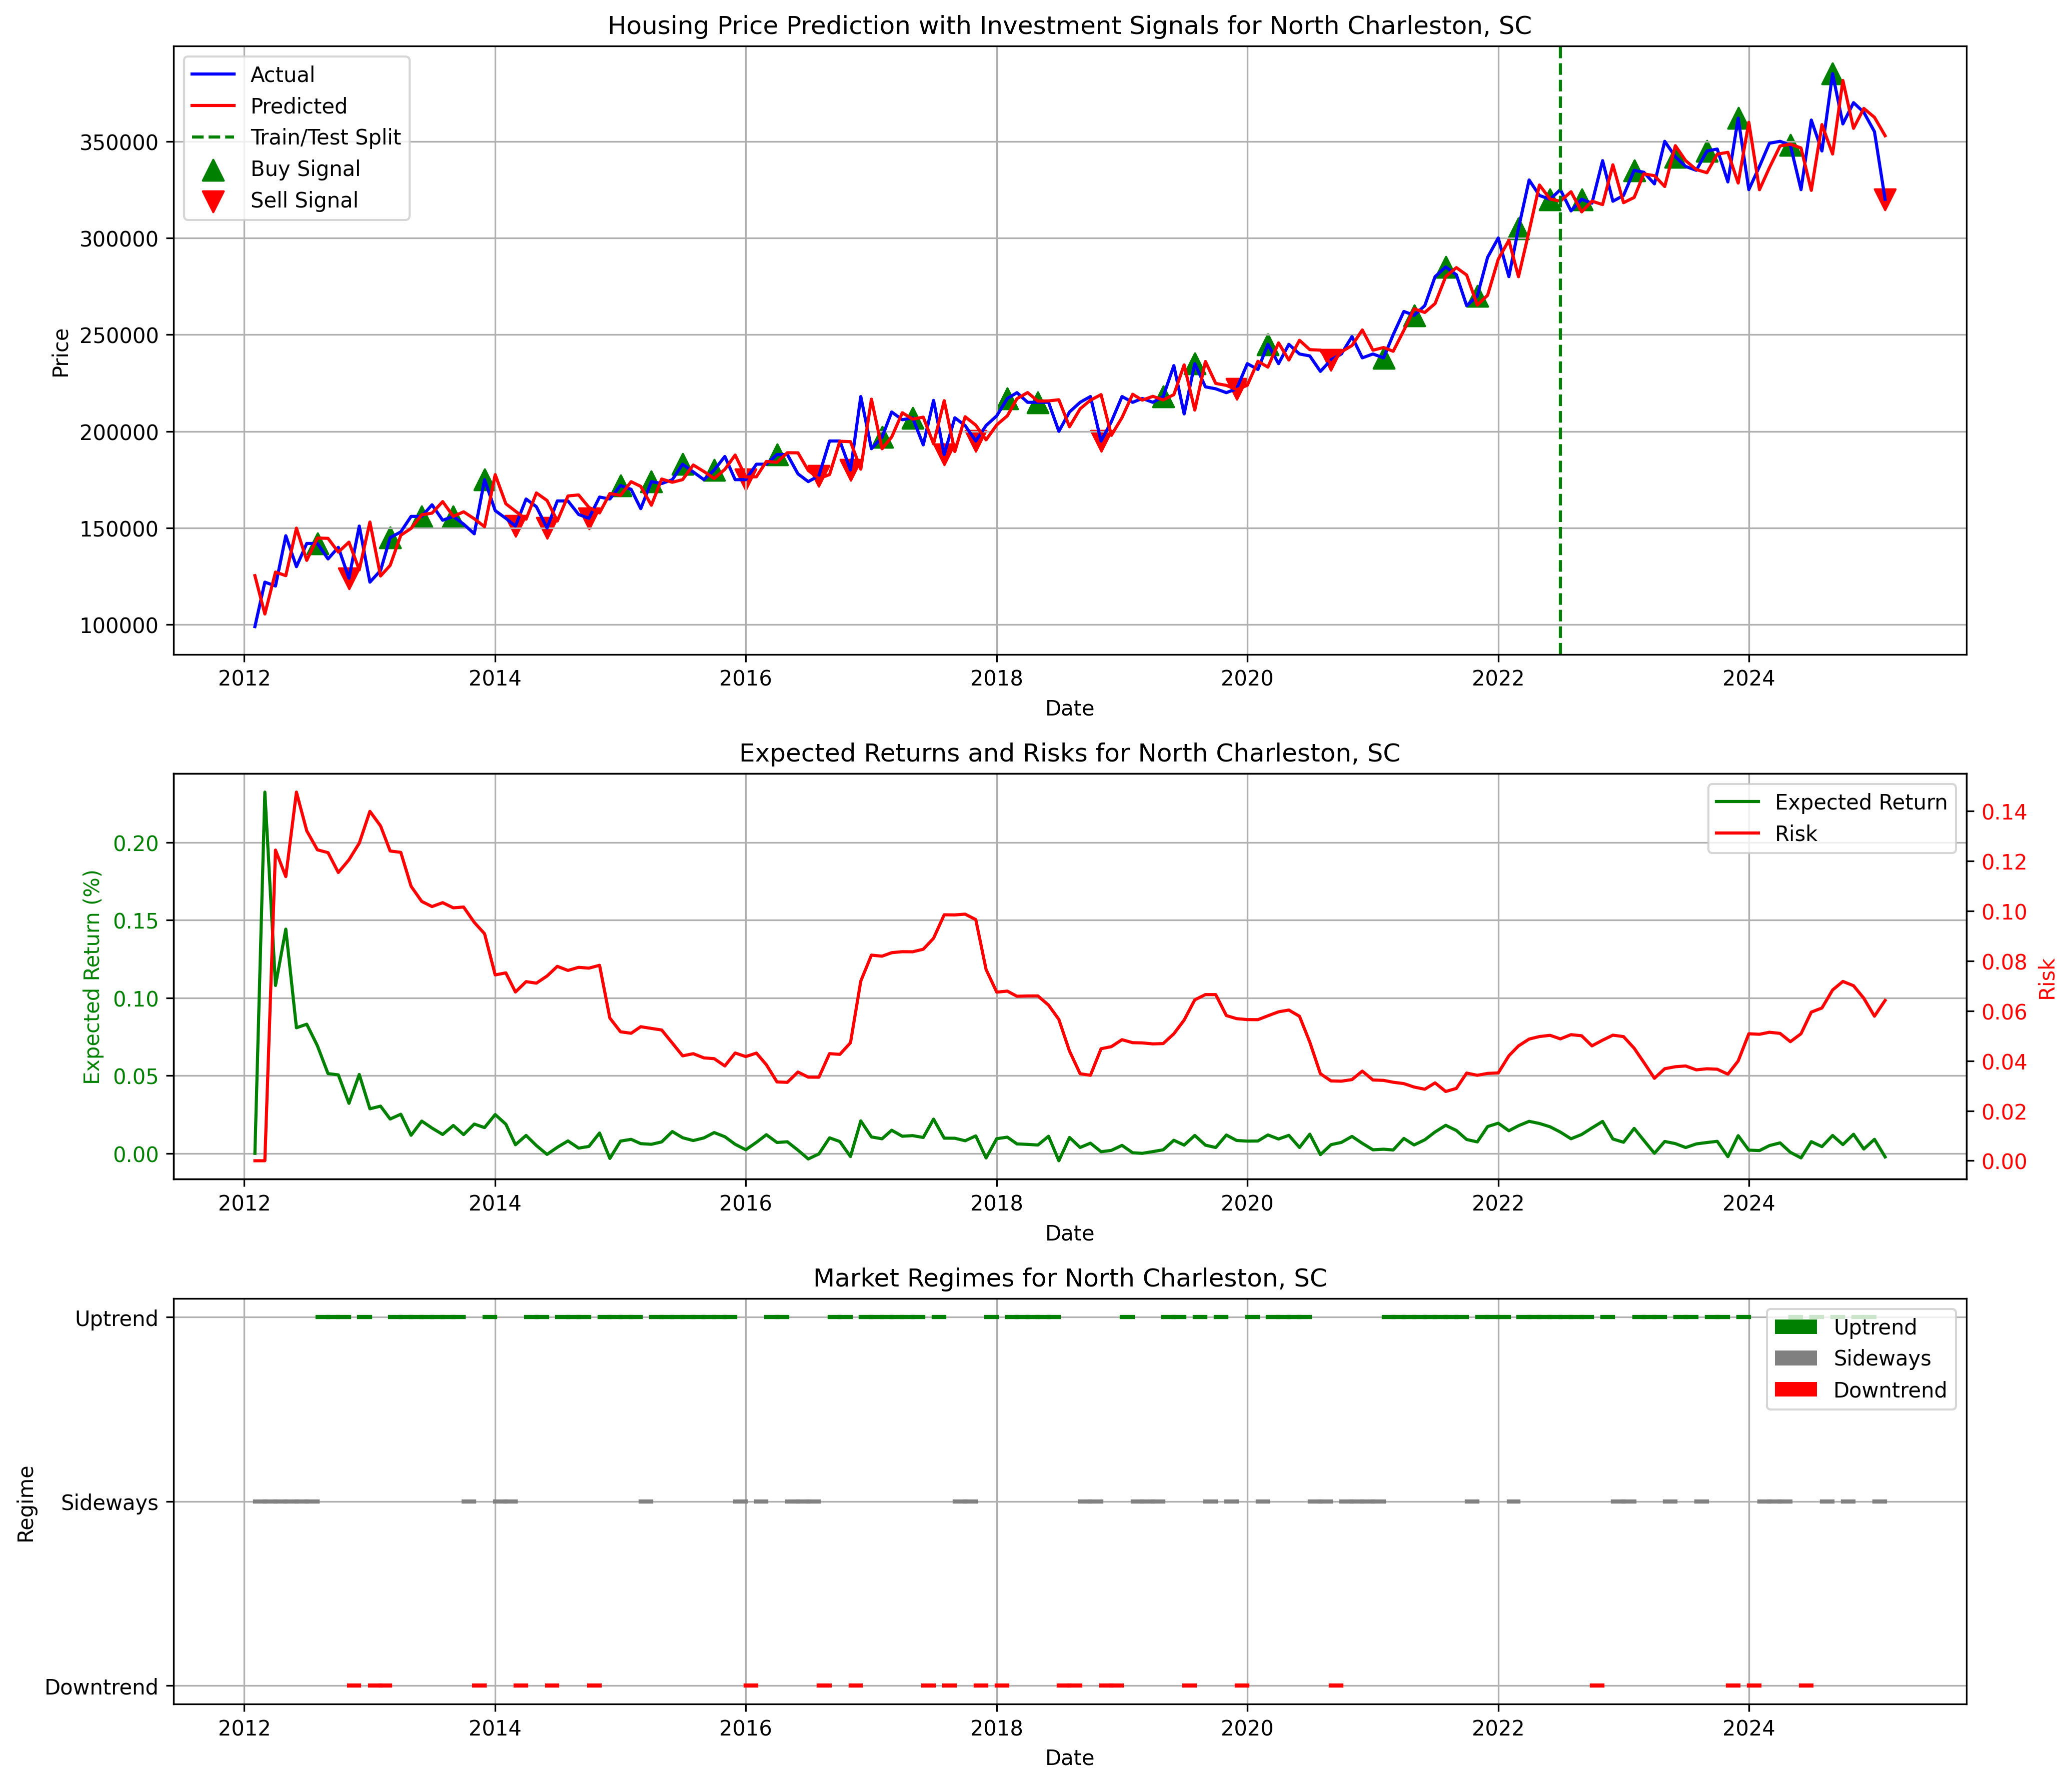 Housing Price Prediction with Investment Signals for North Charleston, SC
Actual
Predicted
Train/Test Split
Buy Signal
Sell Signal
350000
300000
250000
200000
150000
100000
Price
2012 2014 2016 2018 2020 2022 2024
Date
Expected Returns and Risks for North Charleston, SC
Expected Return
Risk
0.20
0.15
0.10
0.05
0.00
Expected Return (%)
0.14
0.12
0.10
0.08
0.06
0.04
0.02
0.00
Risk
2012 2014 2016 2018 2020 2022 2024
Date
Market Regimes for North Charleston, SC
Uptrend
Sideways
Downtrend
Uptrend
Sideways
Downtrend
Regime
2012 2014 2016 2018 2020 2022 2024
Date